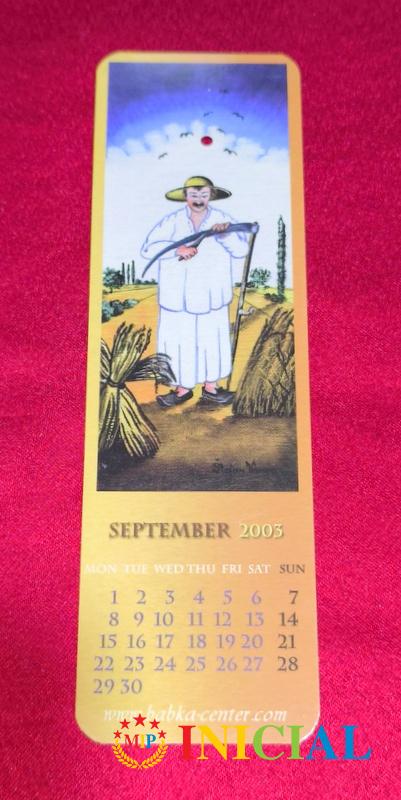 SEPTEMBER 2003
MON TUE WED THU FRI SAT SUN
1 2 3 4 5 6 7
8 9 10 11 12 13 14
15 16 17 18 19 20 21
22 23 24 25 26 27 28
29 30
www.babka-center.com
MP INICIAL